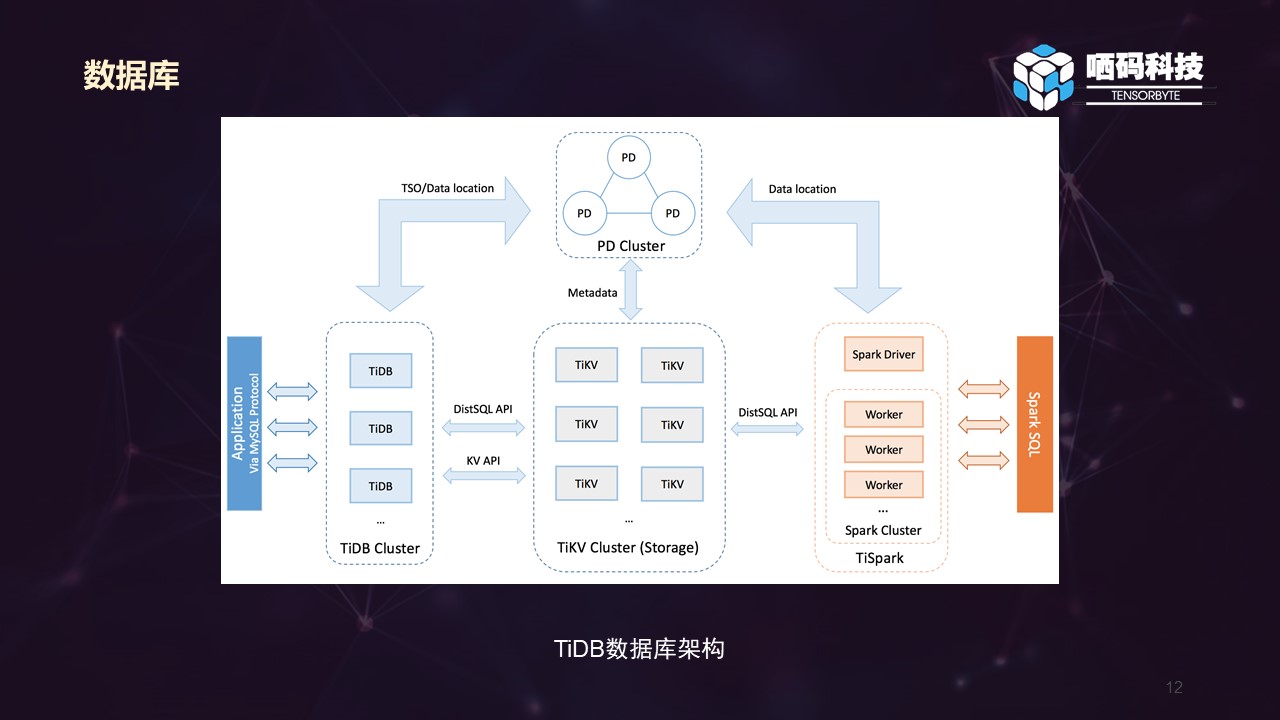 数据库
哂码科技
TENSORBYTE
PD
PD
PD
PD Cluster
TSO/Data location
Data location
Metadata
Application
Via MySQL Protocol
TiDB
TiDB
TiDB
...
TiDB Cluster
DistSQL API
KV API
TiKV
TiKV
TiKV
TiKV
TiKV
TiKV
...
TiKV Cluster (Storage)
DistSQL API
Spark Driver
Worker
Worker
Worker
...
Spark Cluster
TiSpark
Spark SQL
TiDB数据库架构
12